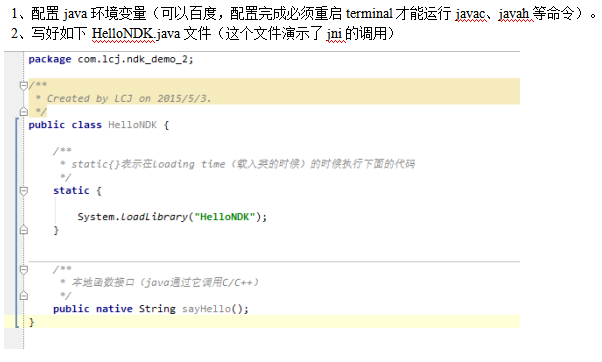 1、配置 java 环境变量（可以百度，配置完成必须重启 terminal 才能运行 javac、javah 等命令）。
2、写好如下 HelloNDK.java 文件（这个文件演示了 jni 的调用）
package com.lcj.ndk_demo_2;
/**
* Created by LCJ on 2015/5/3.
*/
public class HelloNDK {
/**
* static{}表示在Loading time（载入类的时候）的时候执行下面的代码
*/
static {
System.loadLibrary("HelloNDK");
}
/**
* 本地函数接口（java通过它调用C/C++）
*/
public native String sayHello();
}